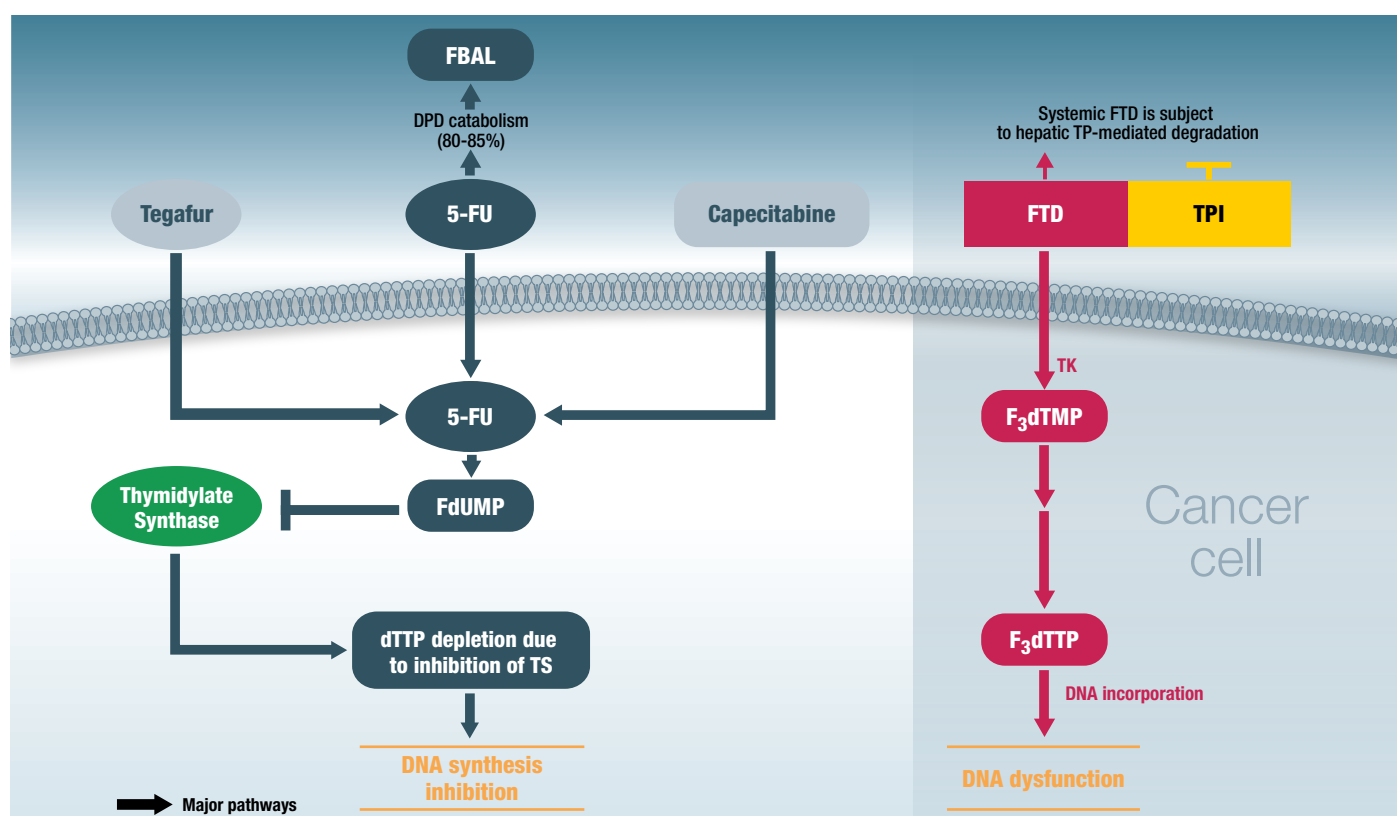 FBAL
DPD catabolism
(80-85%)
Systemic FTD is subject
to hepatic TP-mediated degradation
Tegafur
5-FU
Capecitabine
FTD
TPI
TK
5-FU
F₃dTMP
Thymidylate
Synthase
FdUMP
Cancer
cell
dTTP depletion due
to inhibition of TS
F₃dTTP
DNA incorporation
DNA synthesis
inhibition
DNA dysfunction
Major pathways